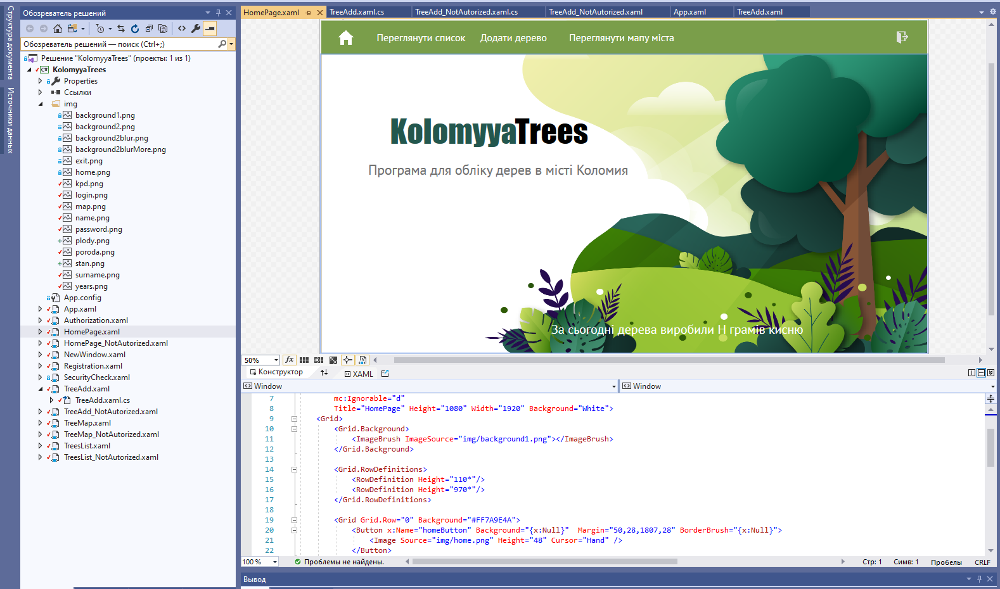 Структура документа
Источники данных
Обозреватель решений
Обозреватель решений — поиск (Ctrl+;)
Решение "KolomyyaTrees" (проекты: 1 из 1)
C# KolomyyaTrees
Properties
Ссылки
img
background1.png
background2.png
background2blur.png
background2blurMore.png
exit.png
home.png
kpd.png
login.png
map.png
name.png
password.png
plody.png
poroda.png
stan.png
surname.png
years.png
App.config
App.xaml
Authorization.xaml
HomePage.xaml
HomePage_NotAutorized.xaml
NewWindow.xaml
Registration.xaml
SecurityCheck.xaml
TreeAdd.xaml
TreeAdd.xaml.cs
TreeAdd_NotAutorized.xaml
TreeMap.xaml
TreeMap_NotAutorized.xaml
TreesList.xaml
TreesList_NotAutorized.xaml
HomePage.xaml TreeAdd.xaml.cs TreeAdd_NotAutorized.xaml.cs TreeAdd_NotAutorized.xaml App.xaml TreeAdd.xaml
Переглянути список Додати дерево Переглянути мапу міста
KolomyyaTrees
Програма для обліку дерев в місті Коломия
За сьогодні дерева виробили Н грамів кисню
50% fx
Конструктор XAML
Window Window
7 mc:Ignorable="d"
8 Title="HomePage" Height="1080" Width="1920" Background="White">
9 <Grid>
10 <Grid.Background>
11 <ImageBrush ImageSource="img/background1.png"></ImageBrush>
12 </Grid.Background>
13
14 <Grid.RowDefinitions>
15 <RowDefinition Height="110*"/>
16 <RowDefinition Height="970*"/>
17 </Grid.RowDefinitions>
18
19 <Grid Grid.Row="0" Background="#FF7A9E4A">
20 <Button x:Name="homeButton" Background="{x:Null}"  Margin="50,28,1807,28" BorderBrush="{x:Null}">
21 <Image Source="img/home.png" Height="48" Cursor="Hand" />
22 </Button>
100 % Проблемы не найдены. Стр: 1 Симв: 1 Пробелы CRLF
Вывод